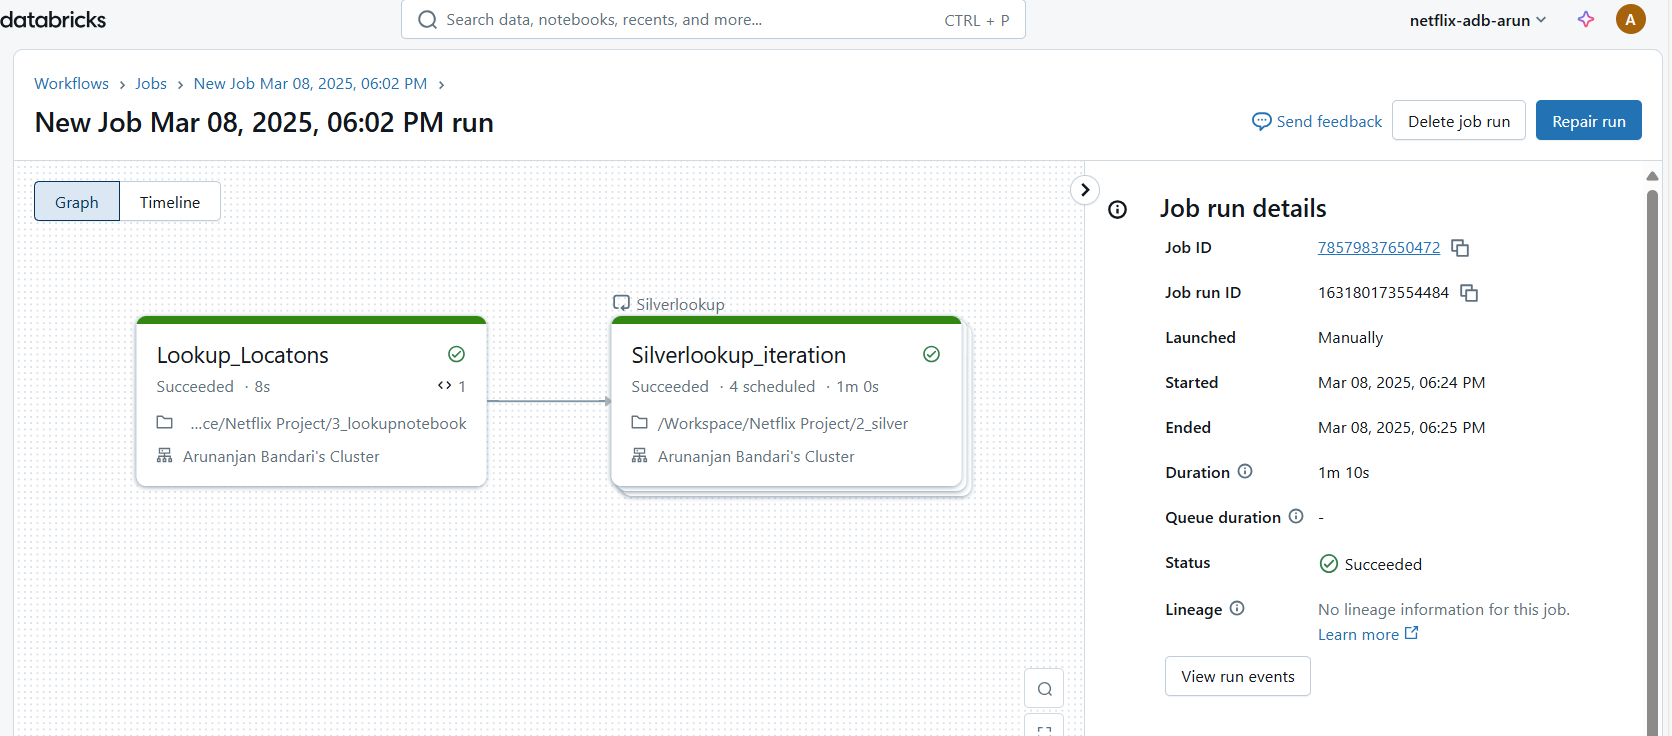 databricks
Search data, notebooks, recents, and more...
CTRL + P
netflix-adb-arun
A
Workflows › Jobs › New Job Mar 08, 2025, 06:02 PM ›
New Job Mar 08, 2025, 06:02 PM run
Send feedback
Delete job run
Repair run
Graph
Timeline
Lookup_Locatons
Succeeded · 8s
1
...ce/Netflix Project/3_lookupnotebook
Arunanjan Bandari's Cluster
Silverlookup
Silverlookup_iteration
Succeeded · 4 scheduled · 1m 0s
/Workspace/Netflix Project/2_silver
Arunanjan Bandari's Cluster
Job run details
Job ID 78579837650472
Job run ID 163180173554484
Launched Manually
Started Mar 08, 2025, 06:24 PM
Ended Mar 08, 2025, 06:25 PM
Duration 1m 10s
Queue duration -
Status Succeeded
Lineage No lineage information for this job.
Learn more
View run events